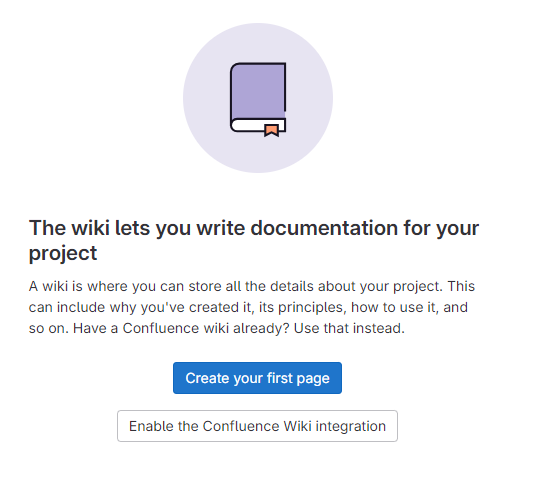 The wiki lets you write documentation for your
project
A wiki is where you can store all the details about your project. This
can include why you've created it, its principles, how to use it, and
so on. Have a Confluence wiki already? Use that instead.
Create your first page
Enable the Confluence Wiki integration